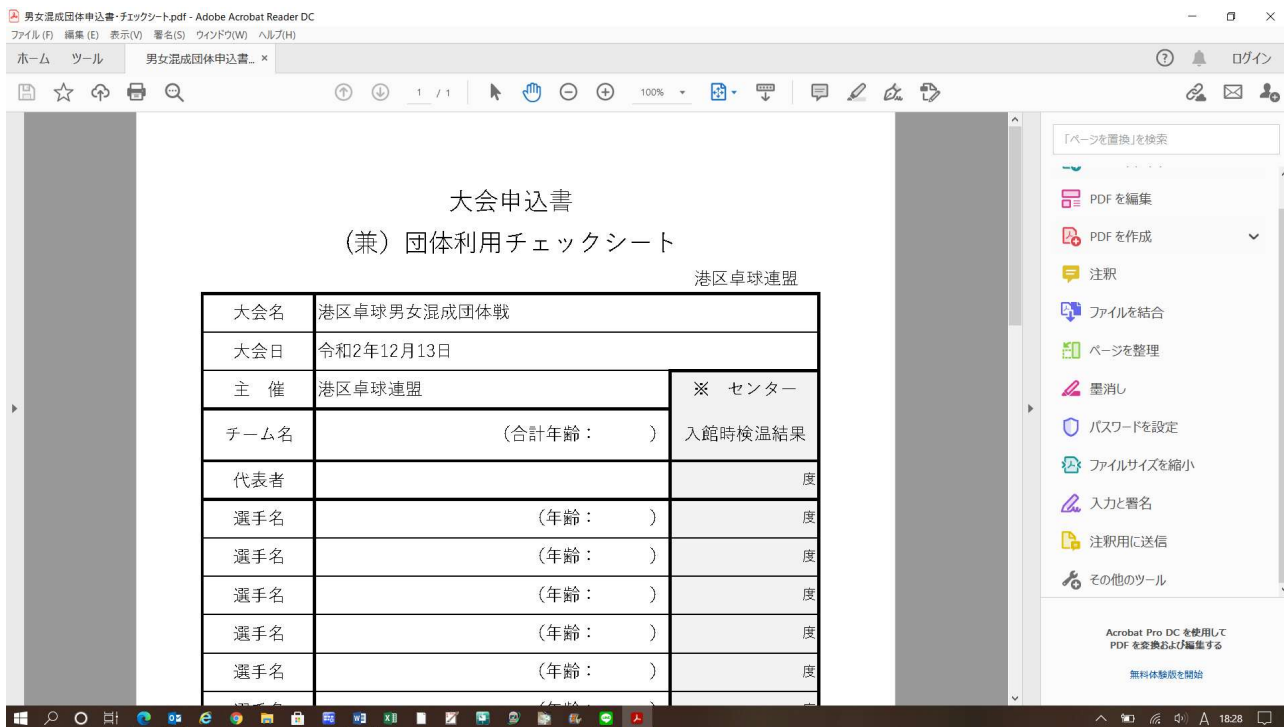 男女混成団体申込書・チェックシート.pdf - Adobe Acrobat Reader DC
ファイル(F) 編集(E) 表示(V) 署名(S) ウィンドウ(W) ヘルプ(H)
ホーム ツール 男女混成団体申込書... × ログイン
1 / 1 100%
大会申込書
（兼）団体利用チェックシート
港区卓球連盟
大会名 港区卓球男女混成団体戦
大会日 令和2年12月13日
主 催 港区卓球連盟 ※ センター
チーム名 （合計年齢： ） 入館時検温結果
代表者 度
選手名 （年齢： ） 度
選手名 （年齢： ） 度
選手名 （年齢： ） 度
選手名 （年齢： ） 度
選手名 （年齢： ） 度
「ページを置換」を検索
PDF を編集
PDF を作成
注釈
ファイルを結合
ページを整理
墨消し
パスワードを設定
ファイルサイズを縮小
入力と署名
注釈用に送信
その他のツール
Acrobat Pro DC を使用して
PDF を変換および編集する
無料体験版を開始
A 18:28